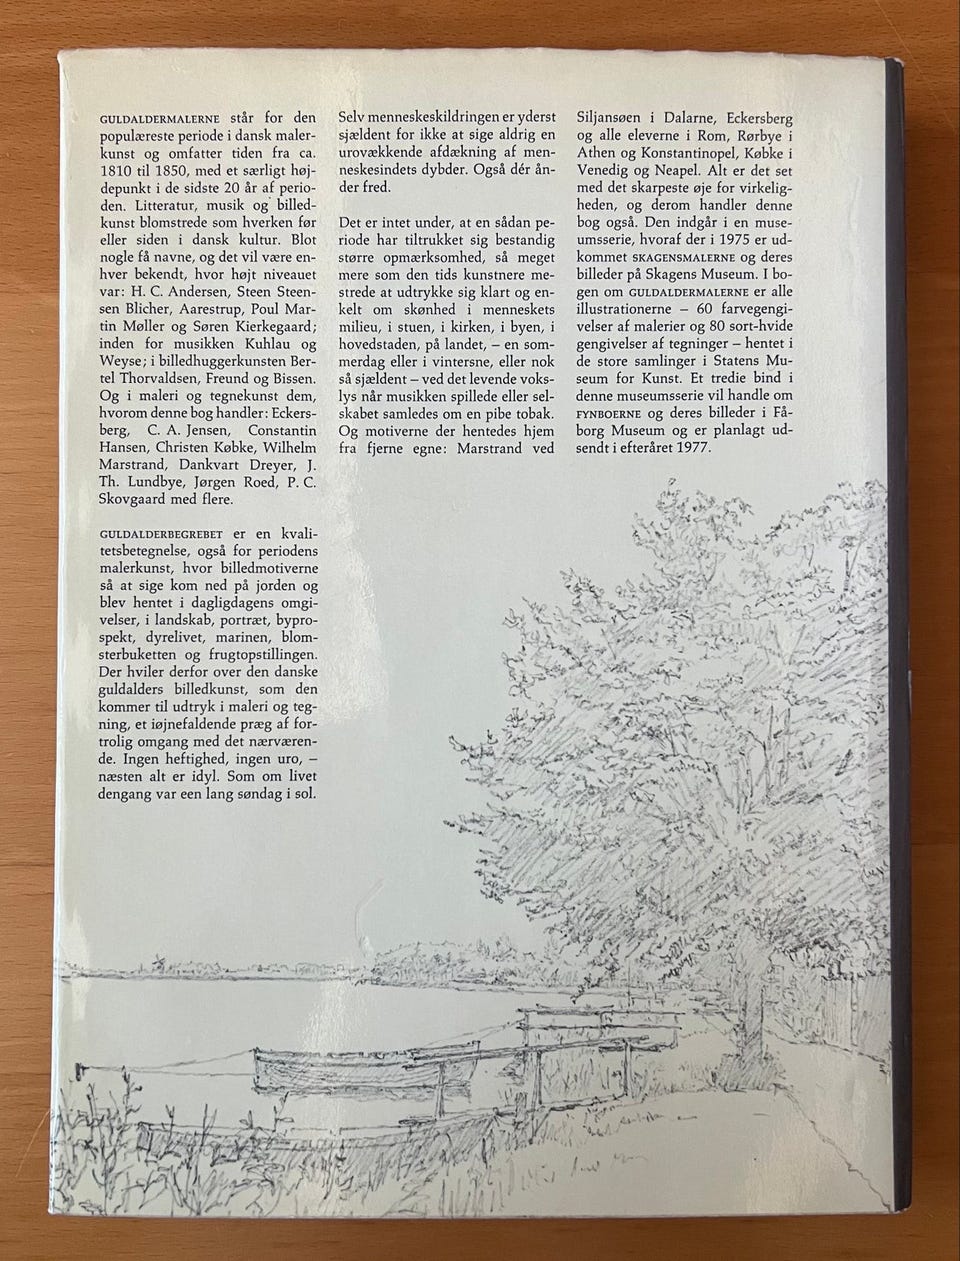 GULDALDERMALERNE står for den
populæreste periode i dansk maler-
kunst og omfatter tiden fra ca.
1810 til 1850, med et særligt høj-
depunkt i de sidste 20 år af perio-
den. Litteratur, musik og billed-
kunst blomstrede som hverken før
eller siden i dansk kultur. Blot
nogle få navne, og det vil være en-
hver bekendt, hvor højt niveauet
var: H. C. Andersen, Steen Steen-
sen Blicher, Aarestrup, Poul Mar-
tin Møller og Søren Kierkegaard;
inden for musikken Kuhlau og
Weyse; i billedhuggerkunsten Ber-
tel Thorvaldsen, Freund og Bissen.
Og i maleri og tegnekunst dem,
hvorom denne bog handler: Eckers-
berg, C. A. Jensen, Constantin
Hansen, Christen Købke, Wilhelm
Marstrand, Dankvart Dreyer, J.
Th. Lundbye, Jørgen Roed, P. C.
Skovgaard med flere.
GULDALDERBEGREBET er en kvali-
tetsbetegnelse, også for periodens
malerkunst, hvor billedmotiverne
så at sige kom ned på jorden og
blev hentet i dagligdagens omgi-
velser, i landskab, portræt, bypro-
spekt, dyrelivet, marinen, blom-
sterbuketten og frugtopstillingen.
Der hviler derfor over den danske
guldalders billedkunst, som den
kommer til udtryk i maleri og teg-
ning, et iøjnefaldende præg af for-
trolig omgang med det nærværen-
de. Ingen heftighed, ingen uro, –
næsten alt er idyl. Som om livet
dengang var een lang søndag i sol.
Selv menneskeskildringen er yderst
sjældent for ikke at sige aldrig en
urovækkende afdækning af men-
neskesindets dybder. Også dér ån-
der fred.
Det er intet under, at en sådan pe-
riode har tiltrukket sig bestandig
større opmærksomhed, så meget
mere som den tids kunstnere me-
strede at udtrykke sig klart og en-
kelt om skønhed i menneskets
milieu, i stuen, i kirken, i byen, i
hovedstaden, på landet, – en som-
merdag eller i vintersne, eller nok
så sjældent – ved det levende voks-
lys når musikken spillede eller sel-
skabet samledes om en pibe tobak.
Og motiverne der hentedes hjem
fra fjerne egne: Marstrand ved
Siljansøen i Dalarne, Eckersberg
og alle eleverne i Rom, Rørbye i
Athen og Konstantinopel, Købke i
Venedig og Neapel. Alt er det set
med det skarpeste øje for virkelig-
heden, og derom handler denne
bog også. Den indgår i en muse-
umsserie, hvoraf der i 1975 er ud-
kommet SKAGENSMALERNE og deres
billeder på Skagens Museum. I bo-
gen om GULDALDERMALERNE er alle
illustrationerne – 60 farvegengi-
velser af malerier og 80 sort-hvide
gengivelser af tegninger – hentet i
de store samlinger i Statens Mu-
seum for Kunst. Et tredie bind i
denne museumsserie vil handle om
FYNBOERNE og deres billeder i Få-
borg Museum og er planlagt ud-
sendt i efteråret 1977.